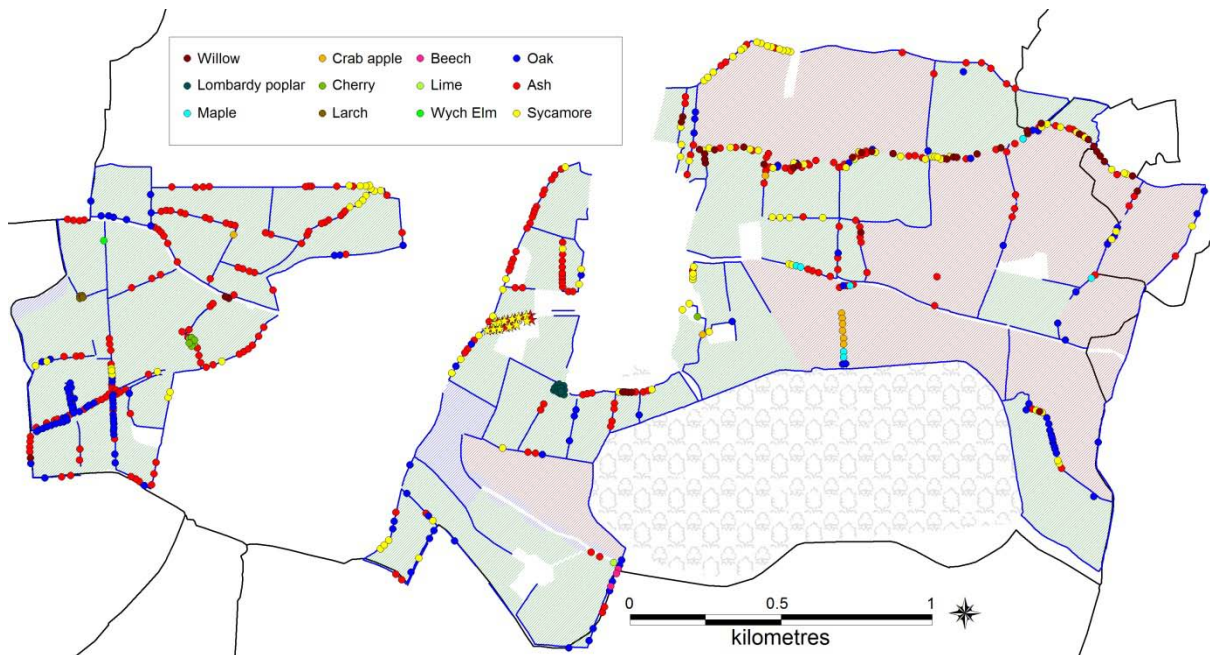 Willow Crab apple Beech Oak
Lombardy poplar Cherry Lime Ash
Maple Larch Wych Elm Sycamore
0 0.5 1
kilometres